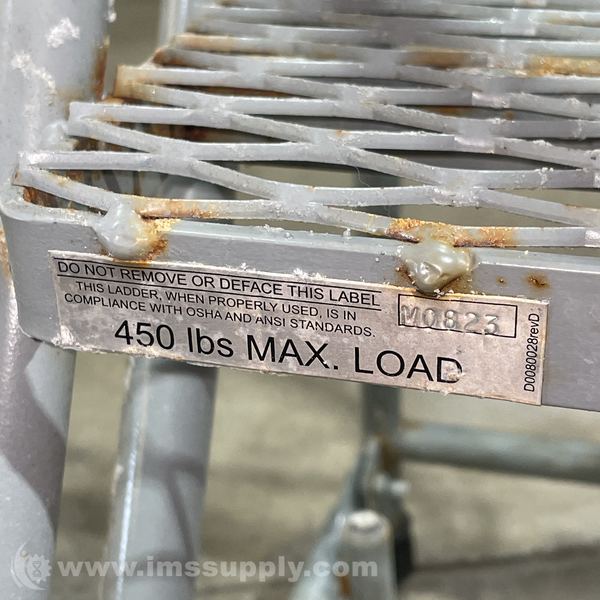 DO NOT REMOVE OR DEFACE THIS LABEL
THIS LADDER, WHEN PROPERLY USED, IS IN
COMPLIANCE WITH OSHA AND ANSI STANDARDS.
M0823
450 lbs MAX. LOAD
D0080028revD
www.imssupply.com